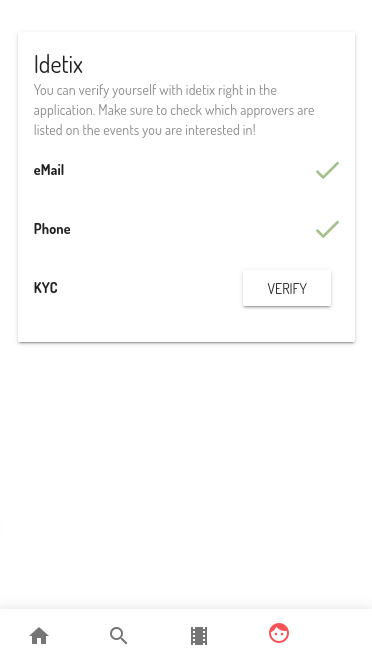 Idetix
You can verify yourself with idetix right in the
application. Make sure to check which approvers are
listed on the events you are interested in!
eMail
Phone
KYC
VERIFY